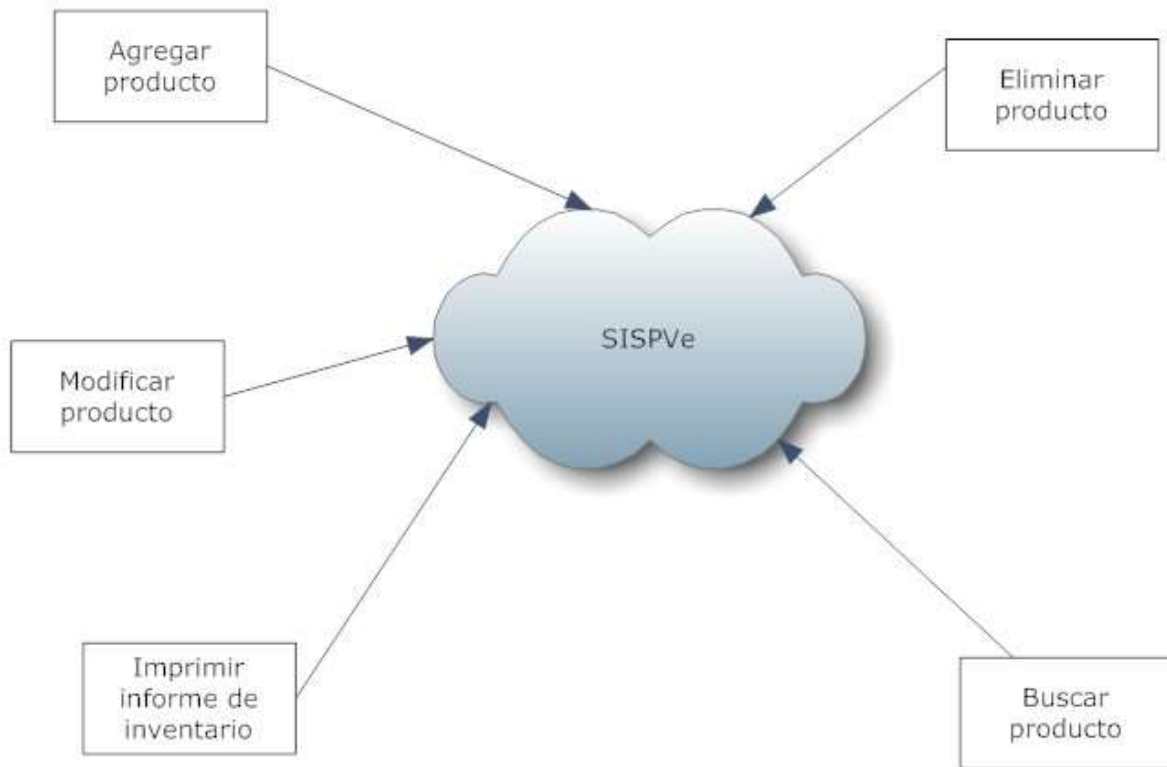 Agregar
producto
Eliminar
producto
SISPVe
Modificar
producto
Imprimir
informe de
inventario
Buscar
producto